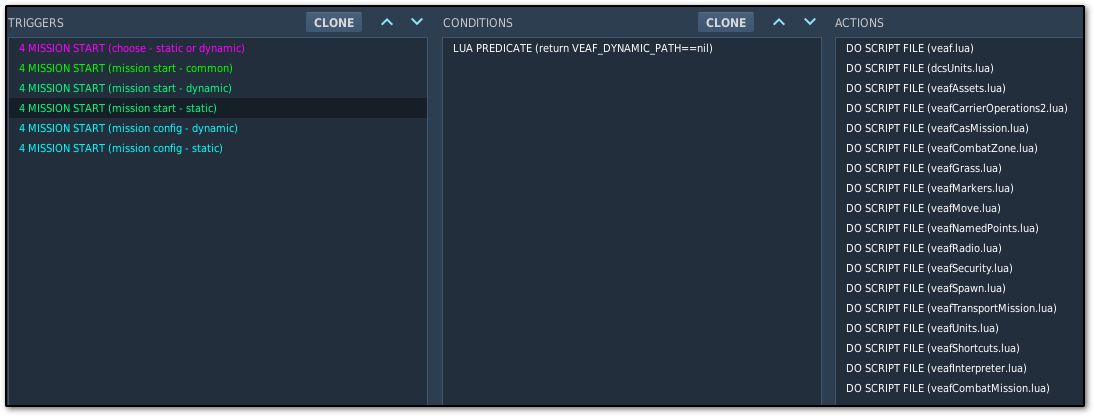 TRIGGERS
CLONE
4 MISSION START (choose - static or dynamic)
4 MISSION START (mission start - common)
4 MISSION START (mission start - dynamic)
4 MISSION START (mission start - static)
4 MISSION START (mission config - dynamic)
4 MISSION START (mission config - static)
CONDITIONS
CLONE
LUA PREDICATE (return VEAF_DYNAMIC_PATH==nil)
ACTIONS
DO SCRIPT FILE (veaf.lua)
DO SCRIPT FILE (dcsUnits.lua)
DO SCRIPT FILE (veafAssets.lua)
DO SCRIPT FILE (veafCarrierOperations2.lua)
DO SCRIPT FILE (veafCasMission.lua)
DO SCRIPT FILE (veafCombatZone.lua)
DO SCRIPT FILE (veafGrass.lua)
DO SCRIPT FILE (veafMarkers.lua)
DO SCRIPT FILE (veafMove.lua)
DO SCRIPT FILE (veafNamedPoints.lua)
DO SCRIPT FILE (veafRadio.lua)
DO SCRIPT FILE (veafSecurity.lua)
DO SCRIPT FILE (veafSpawn.lua)
DO SCRIPT FILE (veafTransportMission.lua)
DO SCRIPT FILE (veafUnits.lua)
DO SCRIPT FILE (veafShortcuts.lua)
DO SCRIPT FILE (veafInterpreter.lua)
DO SCRIPT FILE (veafCombatMission.lua)